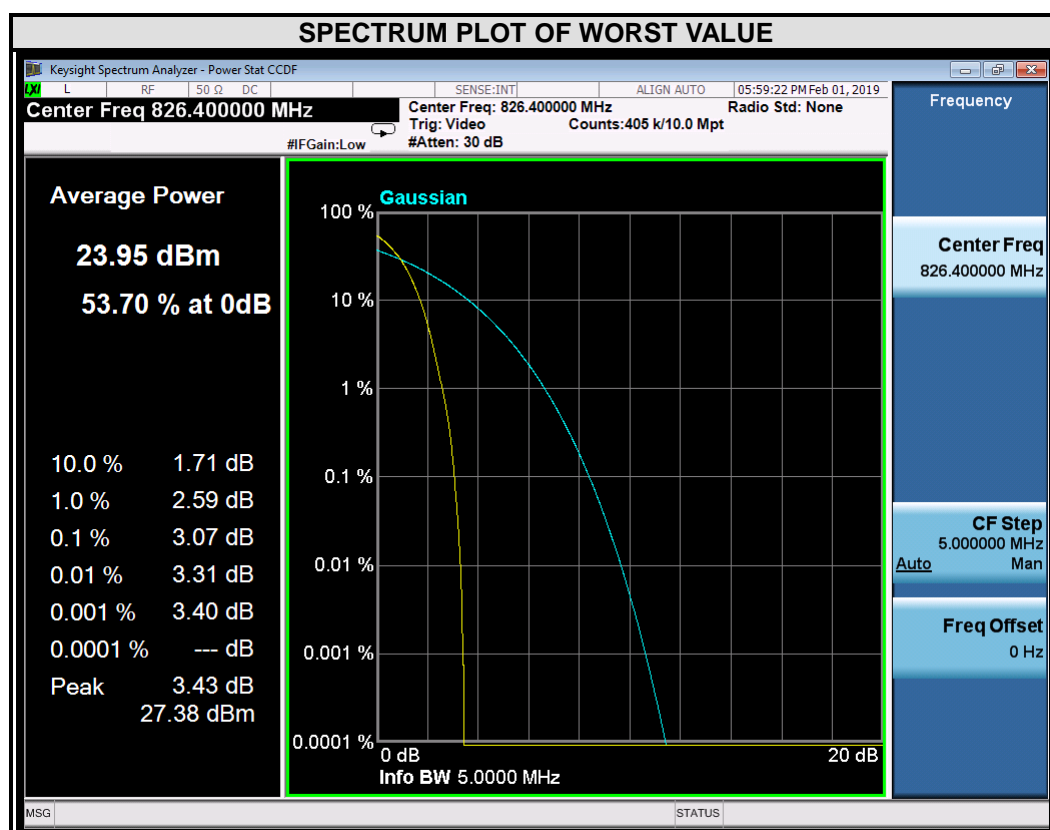 SPECTRUM PLOT OF WORST VALUE
Keysight Spectrum Analyzer - Power Stat CCDF
LXI L RF 50 Ω DC SENSE:INT ALIGN AUTO 05:59:22 PM Feb 01, 2019
Center Freq 826.400000 MHz
Center Freq: 826.400000 MHz Radio Std: None
Trig: Video Counts:405 k/10.0 Mpt
#IFGain:Low #Atten: 30 dB
Frequency
Average Power
23.95 dBm
53.70 % at 0dB
10.0 % 1.71 dB
1.0 % 2.59 dB
0.1 % 3.07 dB
0.01 % 3.31 dB
0.001 % 3.40 dB
0.0001 % --- dB
Peak 3.43 dB
27.38 dBm
Gaussian
100 %
10 %
1 %
0.1 %
0.01 %
0.001 %
0.0001 %
0 dB 20 dB
Info BW 5.0000 MHz
Center Freq
826.400000 MHz
CF Step
5.000000 MHz
Auto Man
Freq Offset
0 Hz
MSG STATUS